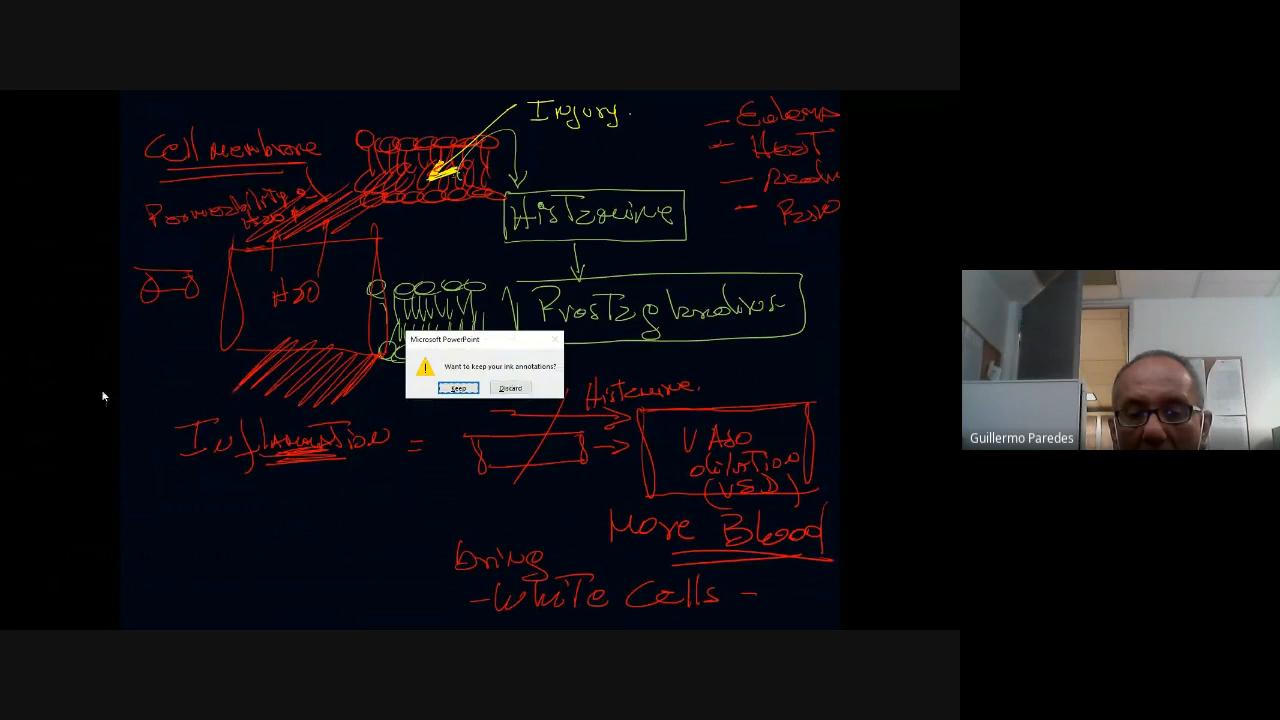 Injury.
Cell membrane
Permeability
- Edema
- Heat
Histamine
H2O
Prostaglandins
Microsoft PowerPoint
Want to keep your ink annotations?
Keep
Discard
Histamine.
Inflammation =
VASO
dilation
(VSD)
More Blood
bring
- White Cells -
Guillermo Paredes